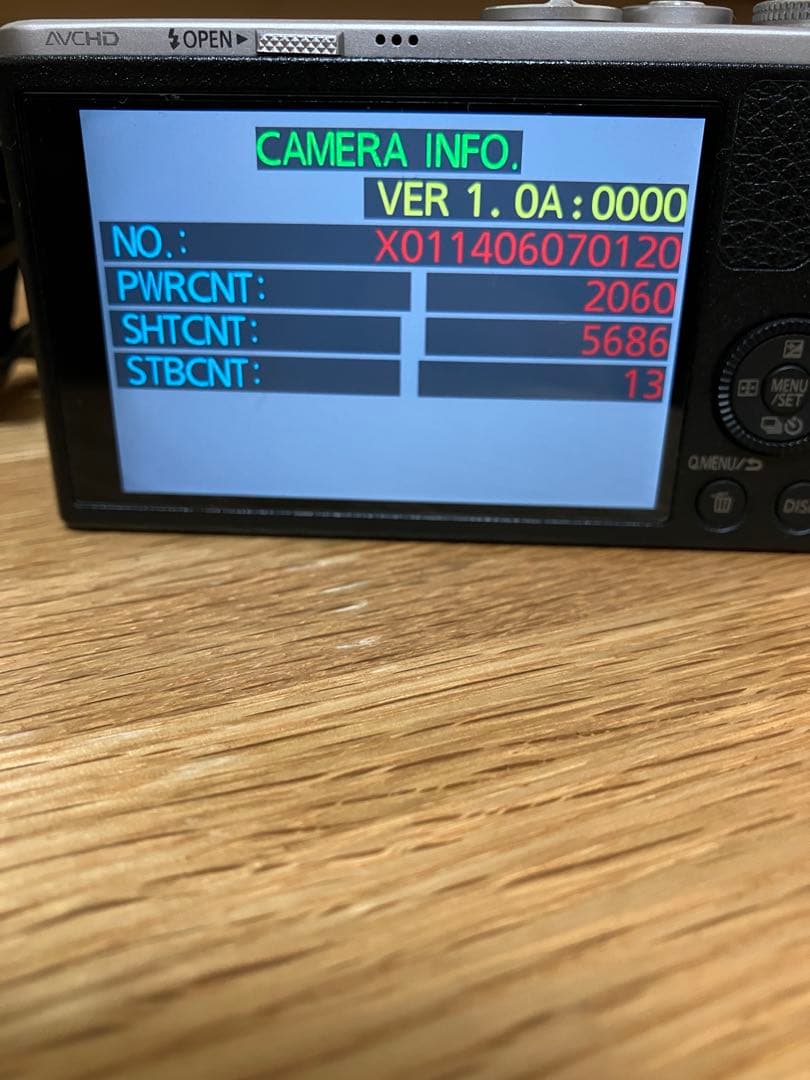 AVCHD OPEN
CAMERA INFO.
VER 1. 0A:0000
NO.: X011406070120
PWRCNT: 2060
SHTCNT: 5686
STBCNT: 13
MENU
/SET
Q.MENU/